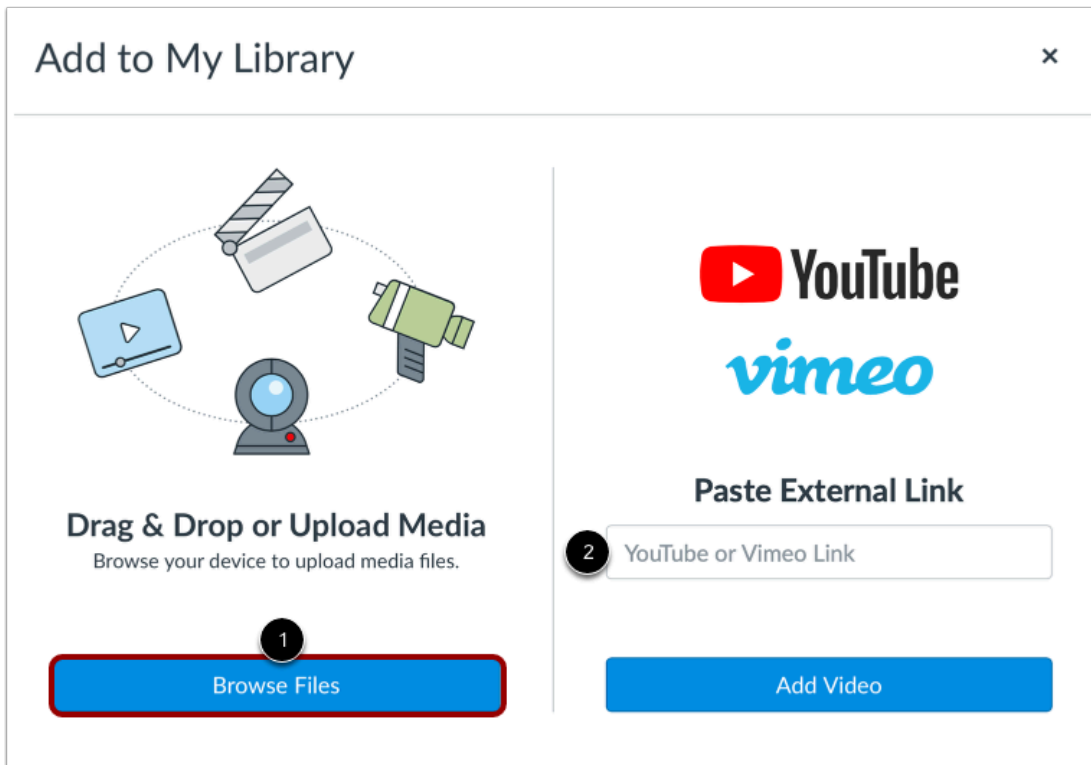 Add to My Library
×
Drag & Drop or Upload Media
Browse your device to upload media files.
1
Browse Files
YouTube
vimeo
Paste External Link
2
YouTube or Vimeo Link
Add Video